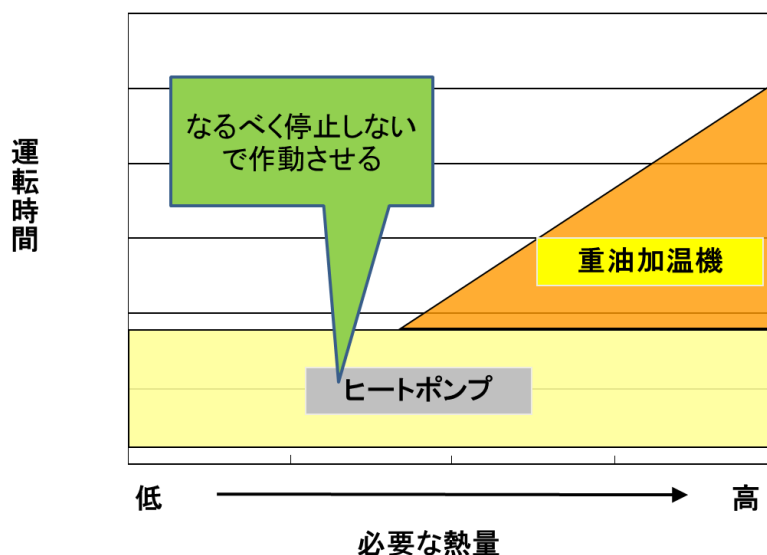 なるべく停止しない
で作動させる
運転時間
重油加温機
ヒートポンプ
低
高
必要な熱量